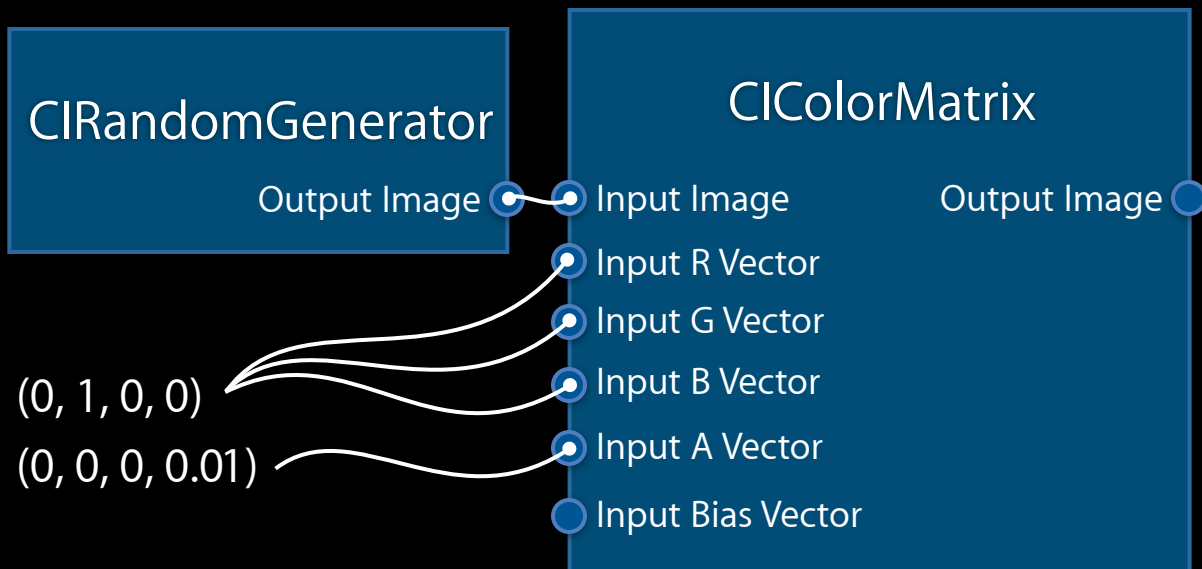 CIRandomGenerator
Output Image
CIColorMatrix
Input Image
Output Image
Input R Vector
Input G Vector
Input B Vector
Input A Vector
Input Bias Vector
(0, 1, 0, 0)
(0, 0, 0, 0.01)